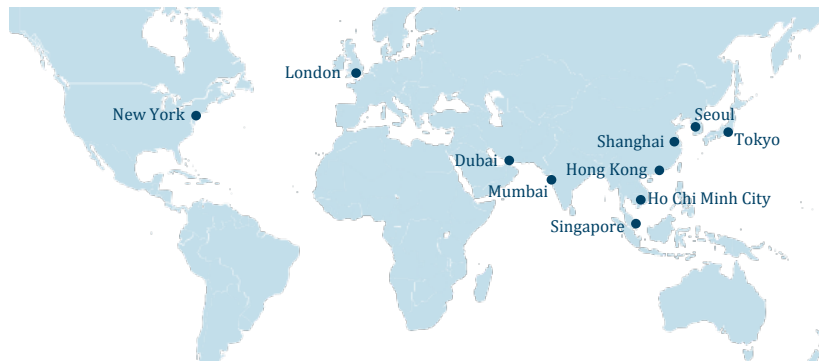 London
New York
Seoul
Shanghai
Tokyo
Dubai
Hong Kong
Mumbai
Ho Chi Minh City
Singapore